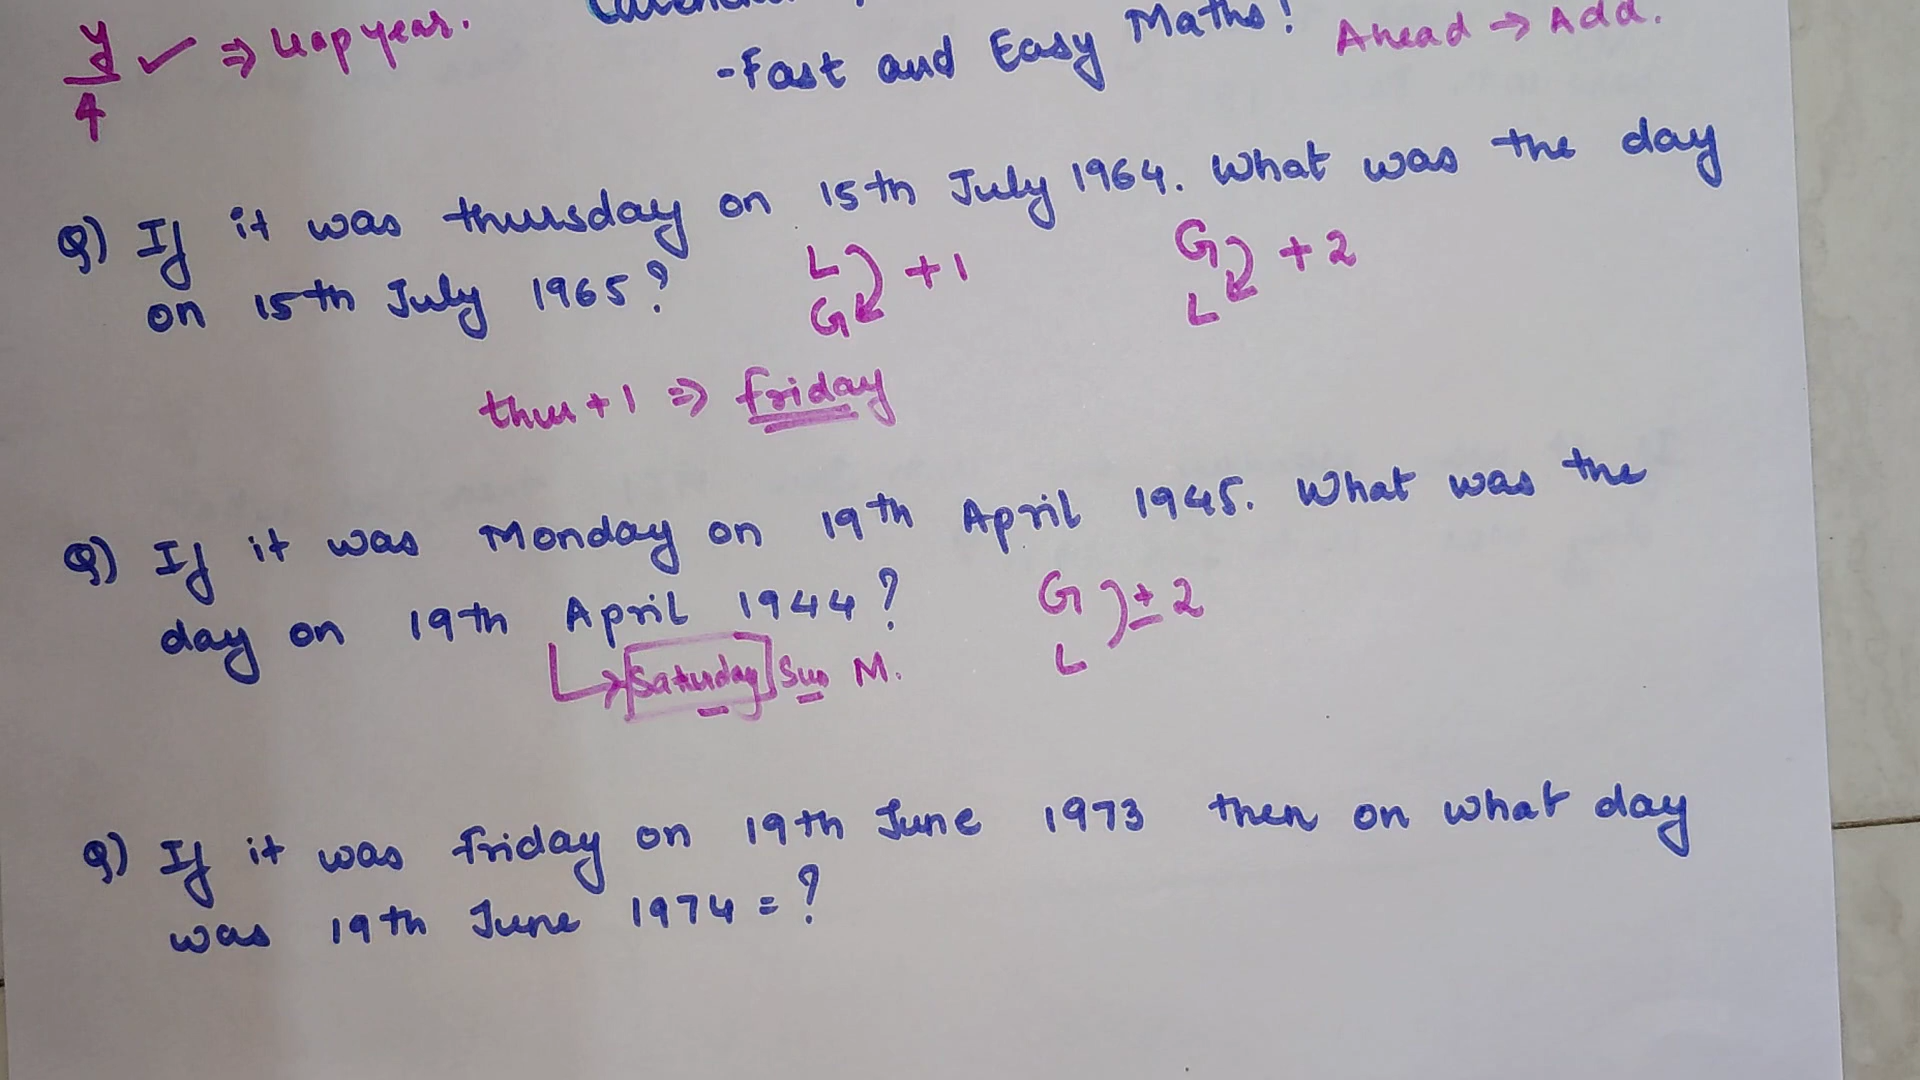 y/4 ✓ ⇒ Leap year.
- Fast and Easy Maths!
Ahead → Add.
Q) If it was thursday on 15th July 1964. What was the day
on 15th July 1965?
L G +1
G L +2
thur + 1 ⇒ friday
Q) If it was Monday on 19th April 1945. What was the
day on 19th April 1944?
G L ± 2
Saturday Sun M.
Q) If it was friday on 19th June 1973 then on what day
was 19th June 1974 = ?